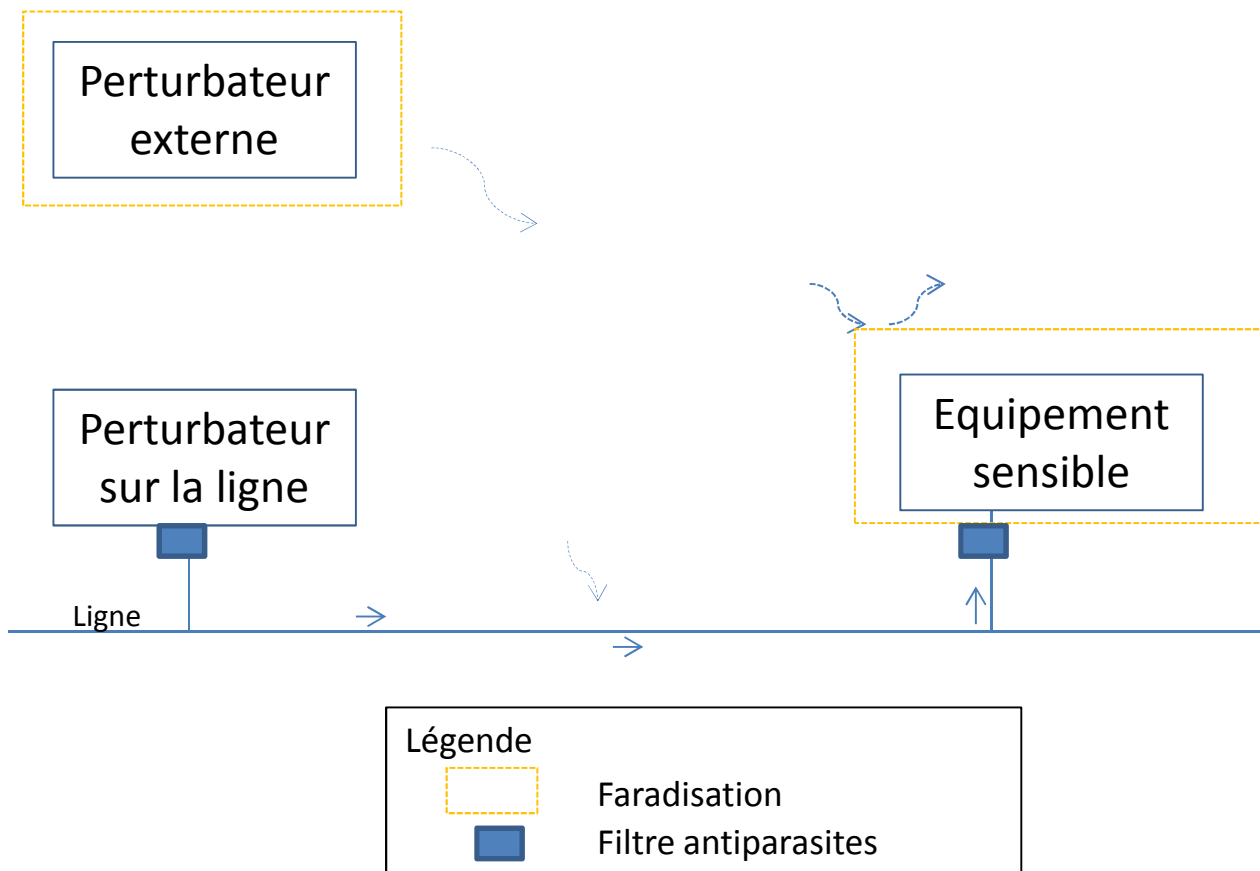 Perturbateur
externe
Perturbateur
sur la ligne
Equipement
sensible
Ligne
Légende
Faradisation
Filtre antiparasites